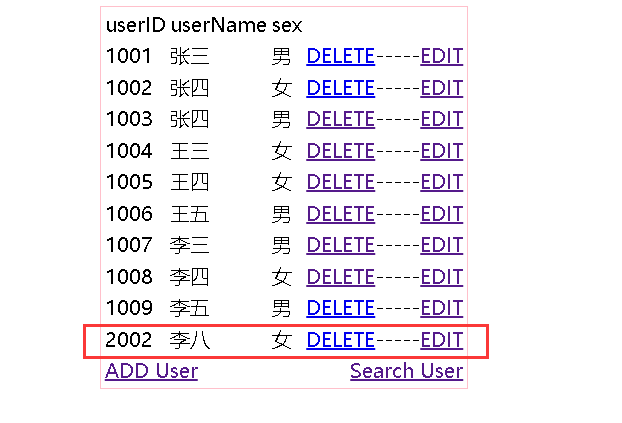 userID userName sex
1001 张三 男 DELETE-----EDIT
1002 张四 女 DELETE-----EDIT
1003 张四 男 DELETE-----EDIT
1004 王三 女 DELETE-----EDIT
1005 王四 女 DELETE-----EDIT
1006 王五 男 DELETE-----EDIT
1007 李三 男 DELETE-----EDIT
1008 李四 女 DELETE-----EDIT
1009 李五 男 DELETE-----EDIT
2002 李八 女 DELETE-----EDIT
ADD User Search User